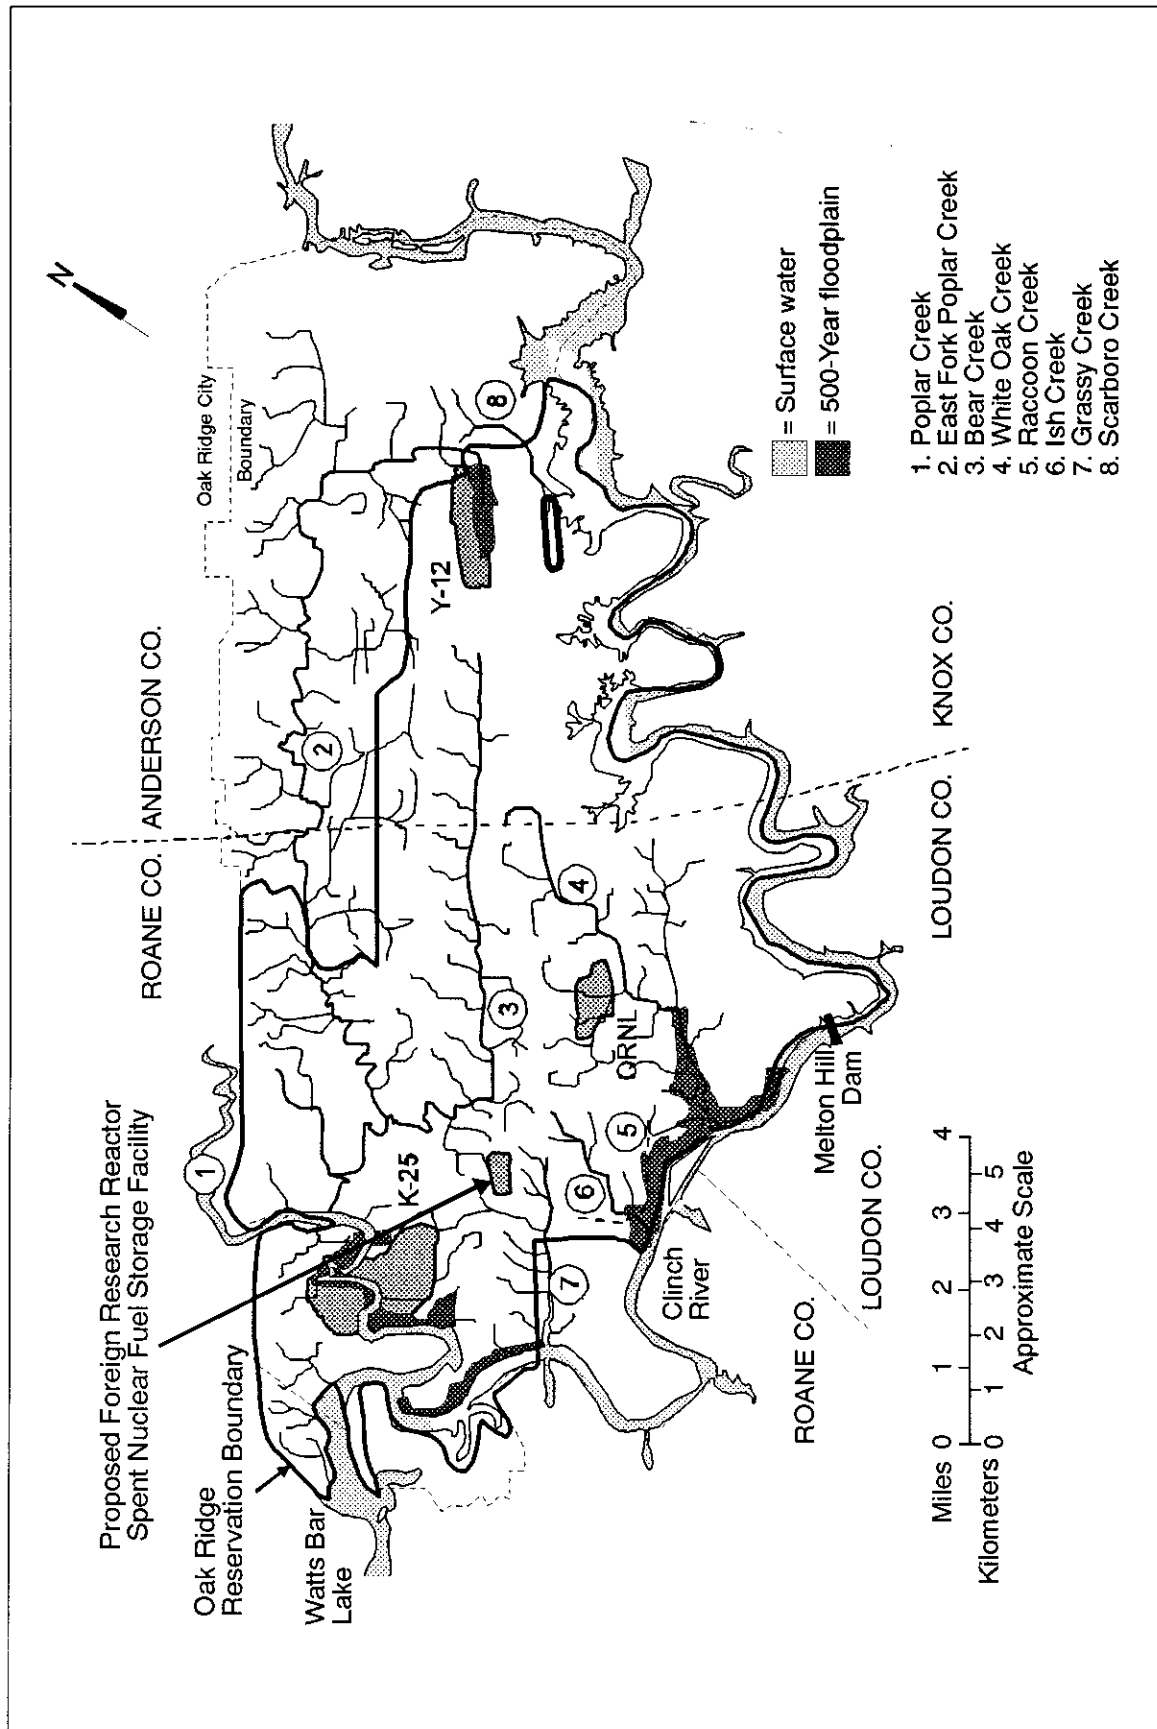 N
Proposed Foreign Research Reactor
Spent Nuclear Fuel Storage Facility
ROANE CO.
ANDERSON CO.
Oak Ridge City
Boundary
Oak Ridge
Reservation Boundary
Watts Bar
Lake
1
2
K-25
Y-12
8
3
4
ORNL
5
6
7
Clinch
River
Melton Hill
Dam
LOUDON CO.
KNOX CO.
ROANE CO.
LOUDON CO.
= Surface water
= 500-Year floodplain
1. Poplar Creek
2. East Fork Poplar Creek
3. Bear Creek
4. White Oak Creek
5. Raccoon Creek
6. Ish Creek
7. Grassy Creek
8. Scarboro Creek
Miles 0 1 2 3 4
Kilometers 0 1 2 3 4 5
Approximate Scale